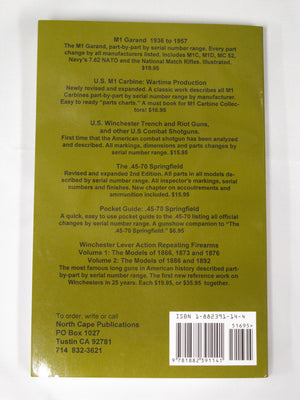 M1 Garand 1936 to 1957
The M1 Garand, part-by-part by serial number range. Every part
change by all manufacturers listed. Includes M1C, M1D, MC 52,
Navy's 7.62 NATO and the National Match Rifles. Illustrated.
$18.95
U.S. M1 Carbine: Wartime Production
Newly revised and expanded. A classic work describes all M1
Carbines part-by-part by serial number range by manufacturer.
Easy to ready "parts charts." A must book for M1 Carbine Collec-
tors! $16.95
U.S. Winchester Trench and Riot Guns,
and other U.S Combat Shotguns.
First time that the American combat shotgun has been analyzed
and described. All markings, dimensions and parts changes by
serial number range. $15.95
The .45-70 Springfield
Revised and expanded 2nd Edition. All parts in all models de-
scribed by serial number range. All inspector's markings, serial
numbers and finishes. New chapter on accoutrements and
ammunition included. $16.95
Pocket Guide: .45-70 Springfield
A quick, easy to use pocket guide to the .45-70 listing all official
changes by serial number range. A gunshow companion to "The
.45-70 Springfield." $6.95
Winchester Lever Action Repeating Firearms
Volume 1: The Models of 1866, 1873 and 1876
Volume 2: The Models of 1886 and 1892
The most famous long guns in American history described part-
by-part by serial number range. The first new reference work on
Winchesters in 25 years. Each $19.95, or $35.95 together.
To order, write or call
North Cape Publications
PO Box 1027
Tustin CA 92781
714 832-3621
ISBN 1-882391-14-4
51695>
9 781882 391141